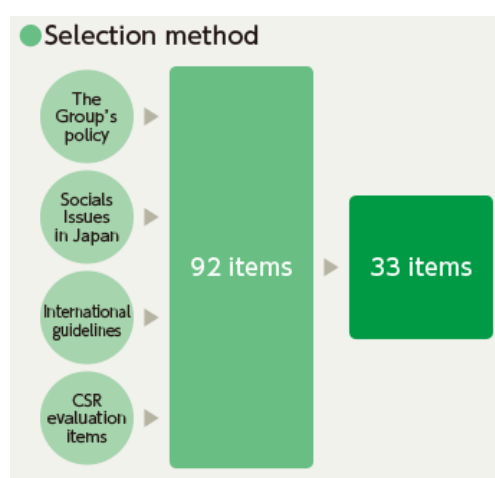 Selection method
The
Group's
policy
Socials
Issues
in Japan
International
guidelines
CSR
evaluation
items
92 items
33 items